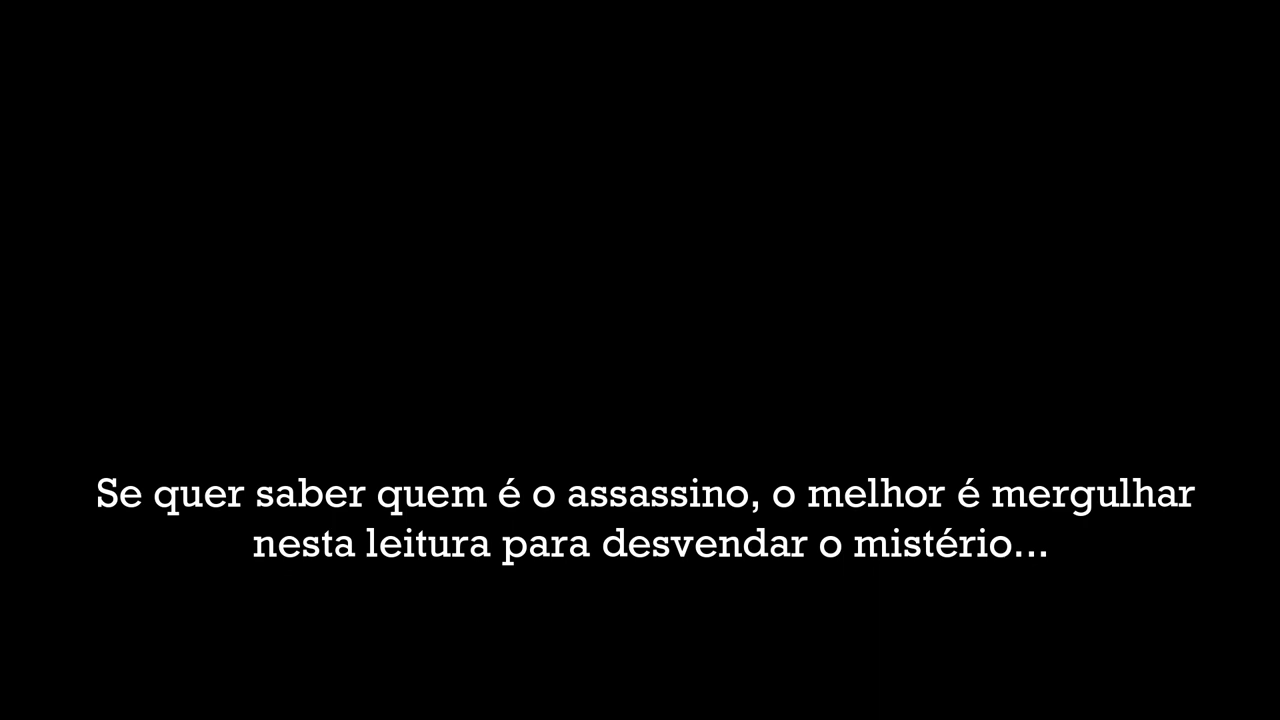 Se quer saber quem é o assassino, o melhor é mergulhar
nesta leitura para desvendar o mistério...